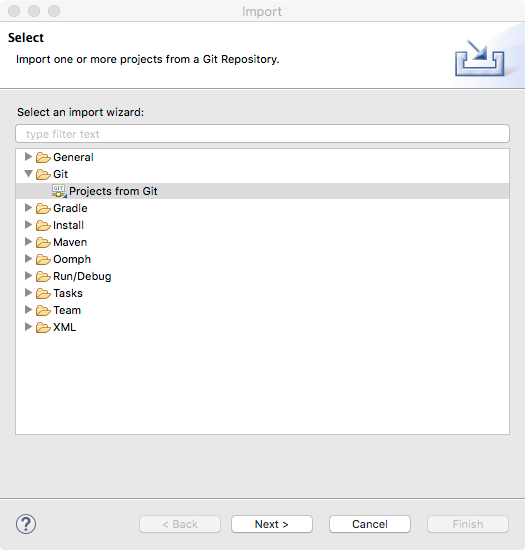 Import
Select
Import one or more projects from a Git Repository.
Select an import wizard:
type filter text
General
Git
GIT
Projects from Git
Gradle
Install
Maven
Oomph
Run/Debug
Tasks
Team
XML
?
< Back
Next >
Cancel
Finish